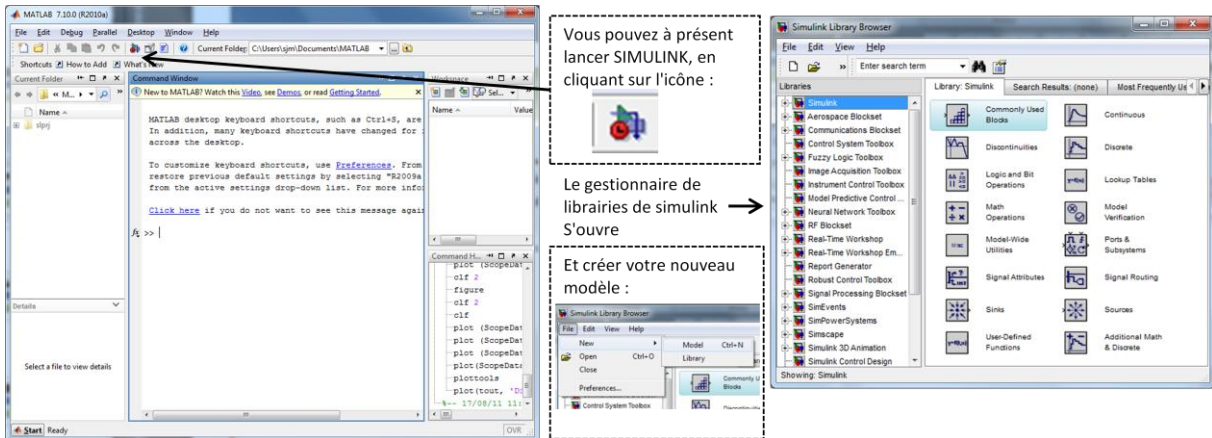 MATLAB 7.10.0 (R2010a)
File Edit Debug Parallel Desktop Window Help
Current Folder: C:\Users\sjm\Documents\MATLAB
Shortcuts How to Add What's New
Current Folder
« M...
Name
slprj
Details
Select a file to view details
Start Ready
Command Window
New to MATLAB? Watch this Video, see Demos, or read Getting Started.
MATLAB desktop keyboard shortcuts, such as Ctrl+S, are
In addition, many keyboard shortcuts have changed for
across the desktop.
To customize keyboard shortcuts, use Preferences. From
restore previous default settings by selecting "R2009a
from the active settings drop-down list. For more info
Click here if you do not want to see this message agai
fx >>
Workspace
Sel...
Name Value
Command H...
plot (ScopeDat
clf 2
figure
clf 2
clf
plot (ScopeDat
plot (ScopeDat
plot (ScopeDat
plot(ScopeData
plottools
plot(tout, 'D
%-- 17/08/11 11:
OVR
Vous pouvez à présent
lancer SIMULINK, en
cliquant sur l'icône :
Le gestionnaire de
librairies de simulink
S'ouvre
Et créer votre nouveau
modèle :
Simulink Library Browser
File Edit View Help
New
Model Ctrl+N
Open Ctrl+O
Library
Close
Preferences...
Commonly U
Blocks
Control System Toolbox
Simulink Library Browser
File Edit View Help
Enter search term
Libraries
Simulink
Aerospace Blockset
Communications Blockset
Control System Toolbox
Fuzzy Logic Toolbox
Image Acquisition Toolbox
Instrument Control Toolbox
Model Predictive Control ...
Neural Network Toolbox
RF Blockset
Real-Time Workshop
Real-Time Workshop Em...
Report Generator
Robust Control Toolbox
Signal Processing Blockset
SimEvents
SimPowerSystems
Simscape
Simulink 3D Animation
Simulink Control Design
Showing: Simulink
Library: Simulink Search Results: (none) Most Frequently Us
Commonly Used
Blocks
Continuous
Discontinuities
Discrete
Logic and Bit
Operations
Lookup Tables
Math
Operations
Model
Verification
Model-Wide
Utilities
Ports &
Subsystems
Signal Attributes
Signal Routing
Sinks
Sources
User-Defined
Functions
Additional Math
& Discrete